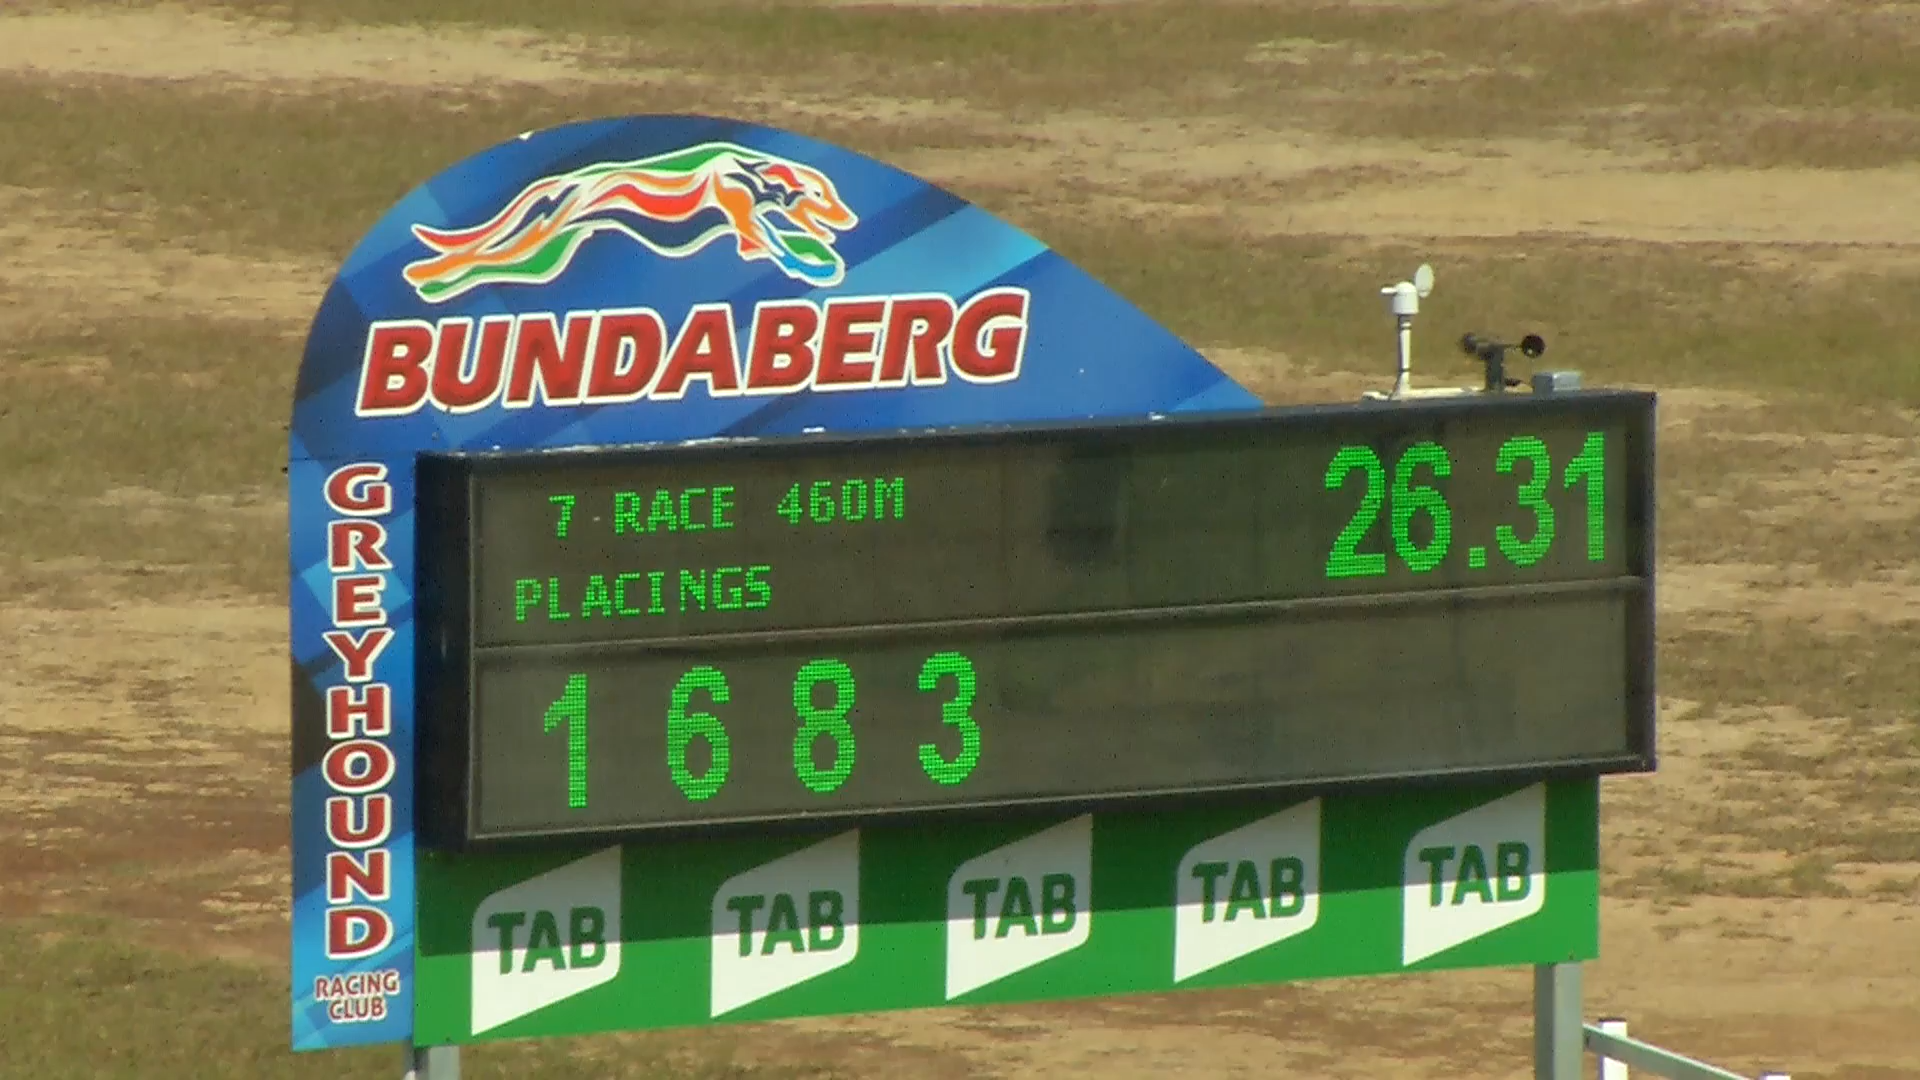 BUNDABERG
GREYHOUND
RACING
CLUB
7 RACE 460M
26.31
PLACINGS
1 6 8 3
TAB TAB TAB TAB TAB